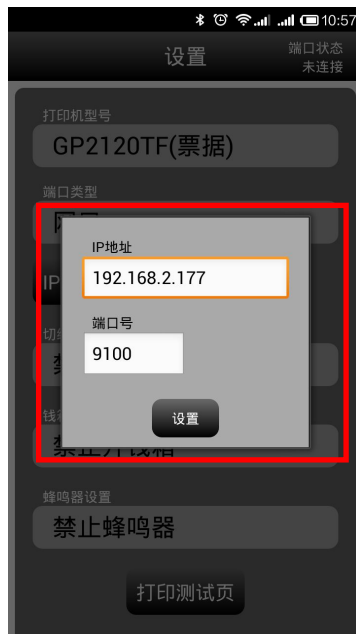 10:57
设置
端口状态
未连接
打印机型号
GP2120TF(票据)
端口类型
IP地址
192.168.2.177
IP
端口号
9100
设置
蜂鸣器设置
禁止蜂鸣器
打印测试页